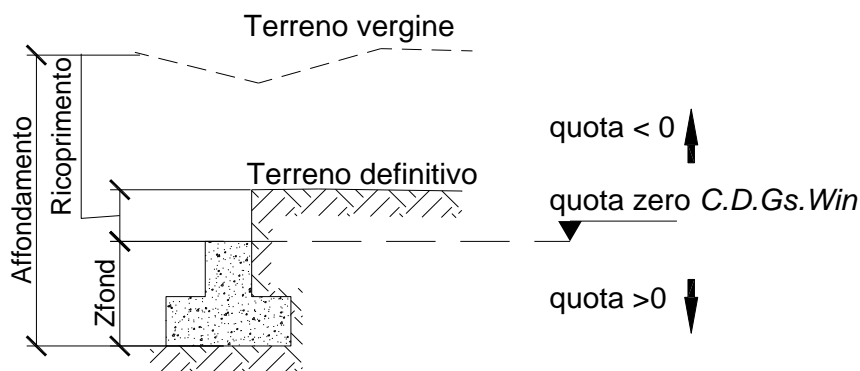 Terreno vergine
Affondamento
Ricoprimento
quota < 0
Terreno definitivo
quota zero C.D.Gs.Win
Zfond
quota >0